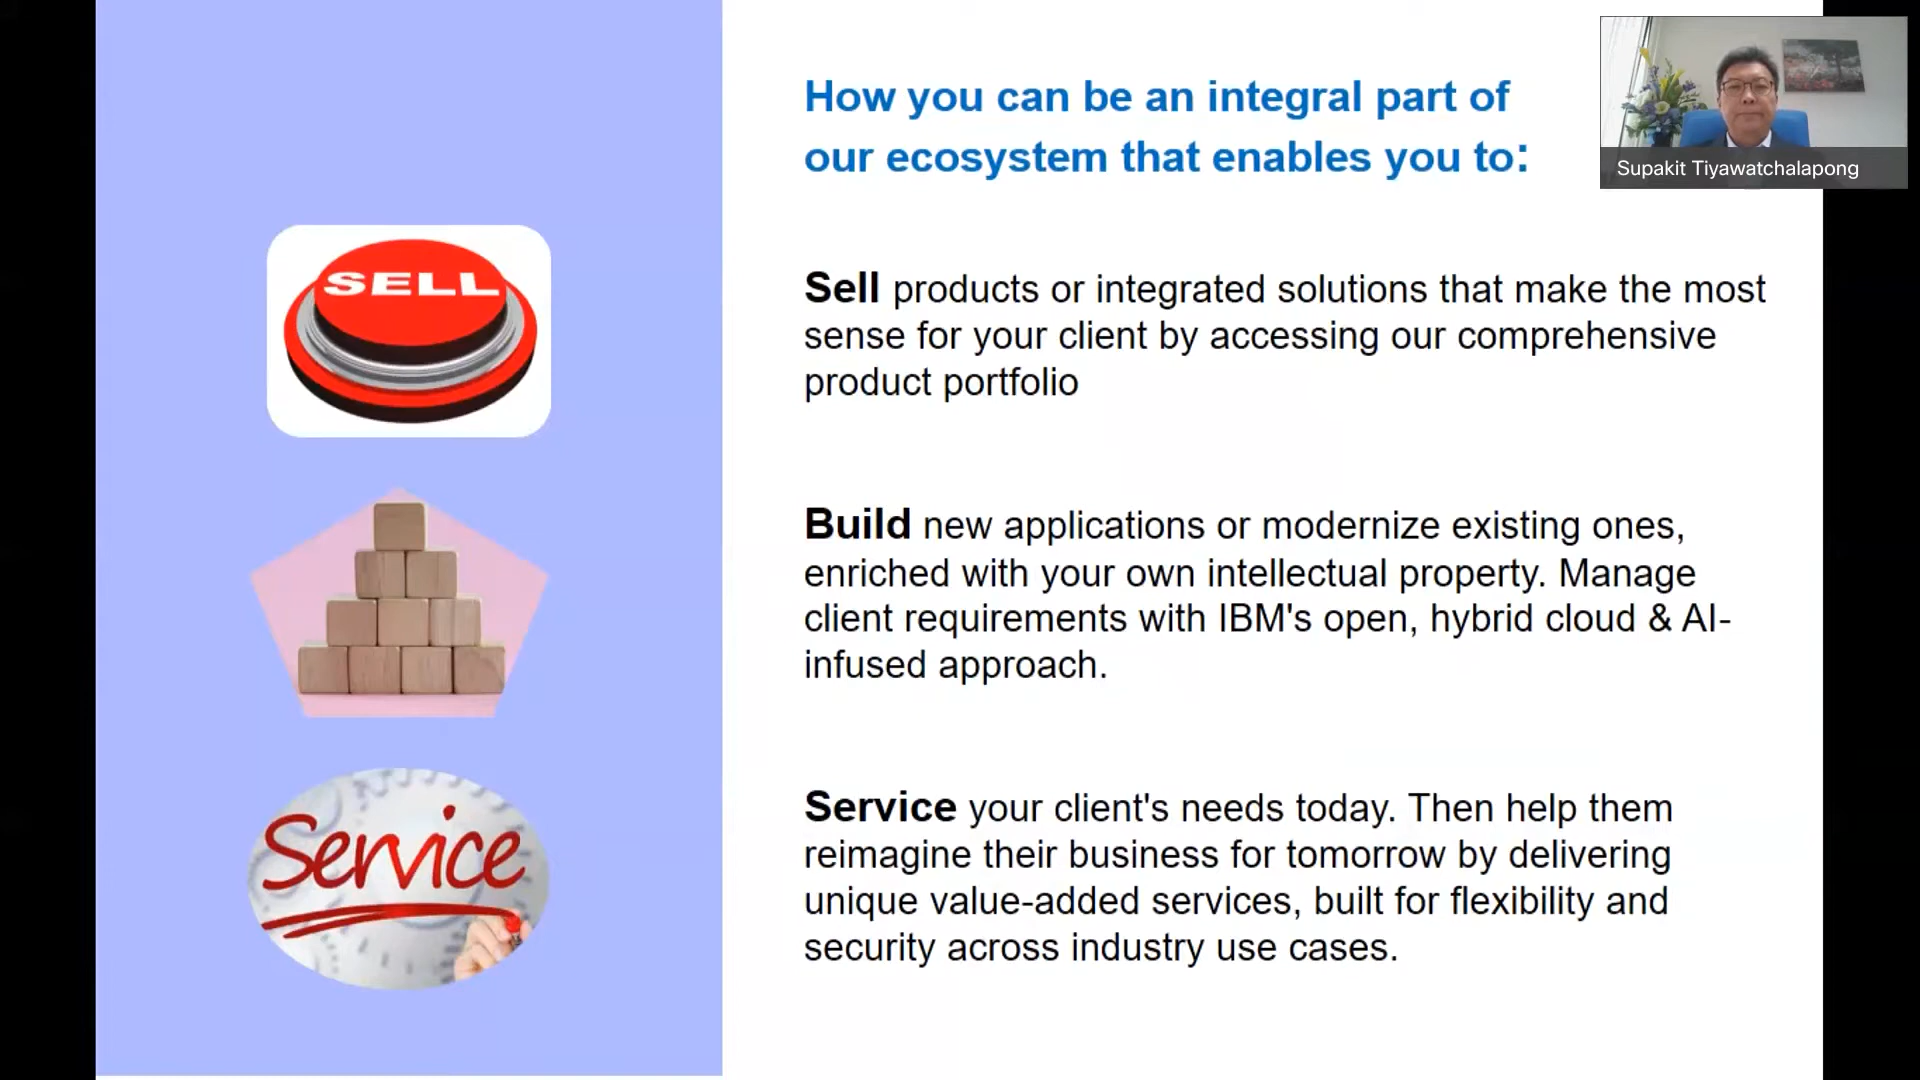 How you can be an integral part of
our ecosystem that enables you to:
Supakit Tiyawatchalapong
SELL
Sell products or integrated solutions that make the most
sense for your client by accessing our comprehensive
product portfolio
Build new applications or modernize existing ones,
enriched with your own intellectual property. Manage
client requirements with IBM's open, hybrid cloud & AI-
infused approach.
Service
Service your client's needs today. Then help them
reimagine their business for tomorrow by delivering
unique value-added services, built for flexibility and
security across industry use cases.